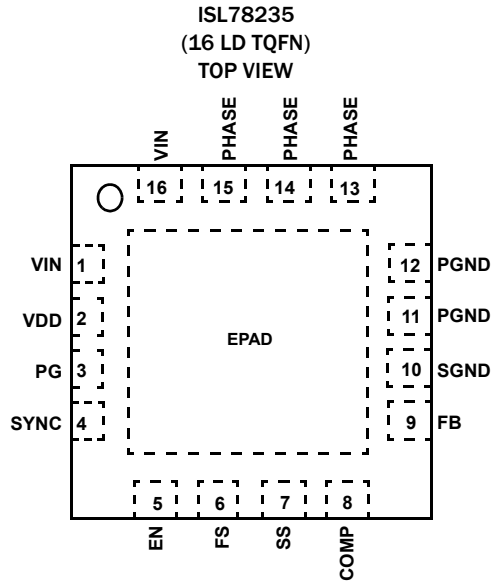 ISL78235
(16 LD TQFN)
TOP VIEW
VIN PHASE PHASE PHASE
16 15 14 13
VIN 1 12 PGND
VDD 2 11 PGND
EPAD
PG 3 10 SGND
SYNC 4 9 FB
5 6 7 8
EN FS SS COMP